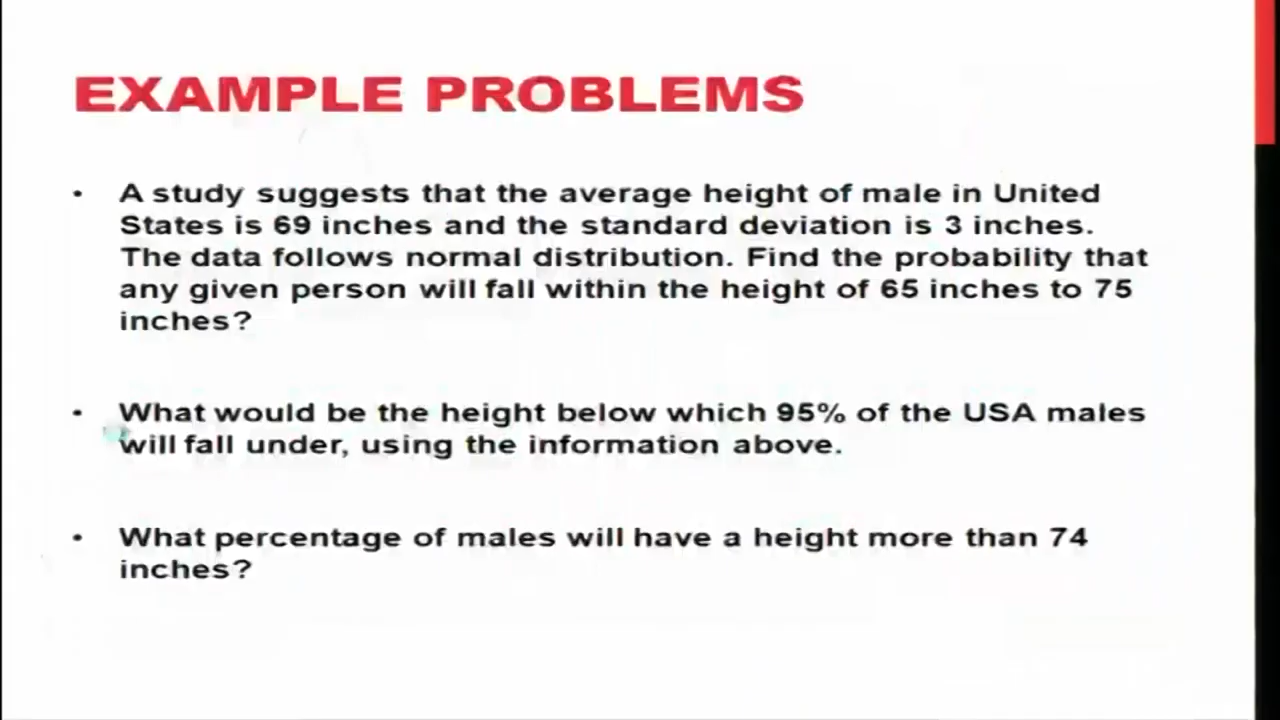 EXAMPLE PROBLEMS
• A study suggests that the average height of male in United
States is 69 inches and the standard deviation is 3 inches.
The data follows normal distribution. Find the probability that
any given person will fall within the height of 65 inches to 75
inches?
• What would be the height below which 95% of the USA males
will fall under, using the information above.
• What percentage of males will have a height more than 74
inches?